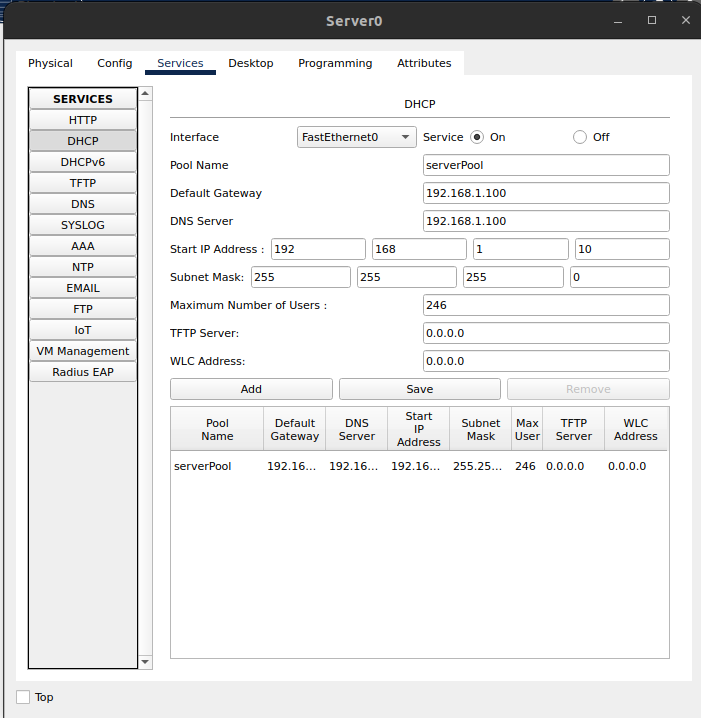 Server0
Physical Config Services Desktop Programming Attributes
SERVICES
HTTP
DHCP
DHCPv6
TFTP
DNS
SYSLOG
AAA
NTP
EMAIL
FTP
IoT
VM Management
Radius EAP
DHCP
Interface FastEthernet0 Service On Off
Pool Name serverPool
Default Gateway 192.168.1.100
DNS Server 192.168.1.100
Start IP Address : 192 168 1 10
Subnet Mask: 255 255 255 0
Maximum Number of Users : 246
TFTP Server: 0.0.0.0
WLC Address: 0.0.0.0
Add Save Remove
Pool Name Default Gateway DNS Server Start IP Address Subnet Mask Max User TFTP Server WLC Address
serverPool 192.16... 192.16... 192.16... 255.25... 246 0.0.0.0 0.0.0.0
Top